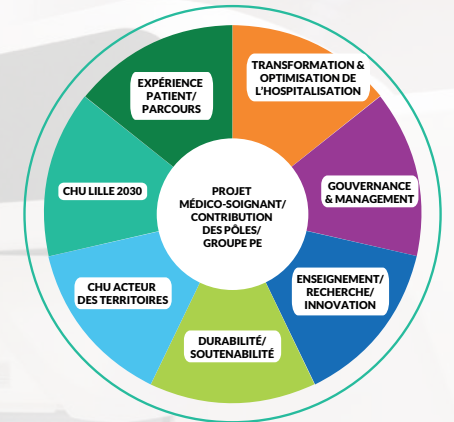 TRANSFORMATION &
OPTIMISATION DE
L'HOSPITALISATION
EXPÉRIENCE
PATIENT/
PARCOURS
GOUVERNANCE
& MANAGEMENT
CHU LILLE 2030
PROJET
MÉDICO-SOIGNANT/
CONTRIBUTION
DES PÔLES/
GROUPE PE
ENSEIGNEMENT/
RECHERCHE/
INNOVATION
CHU ACTEUR
DES TERRITOIRES
DURABILITÉ/
SOUTENABILITÉ